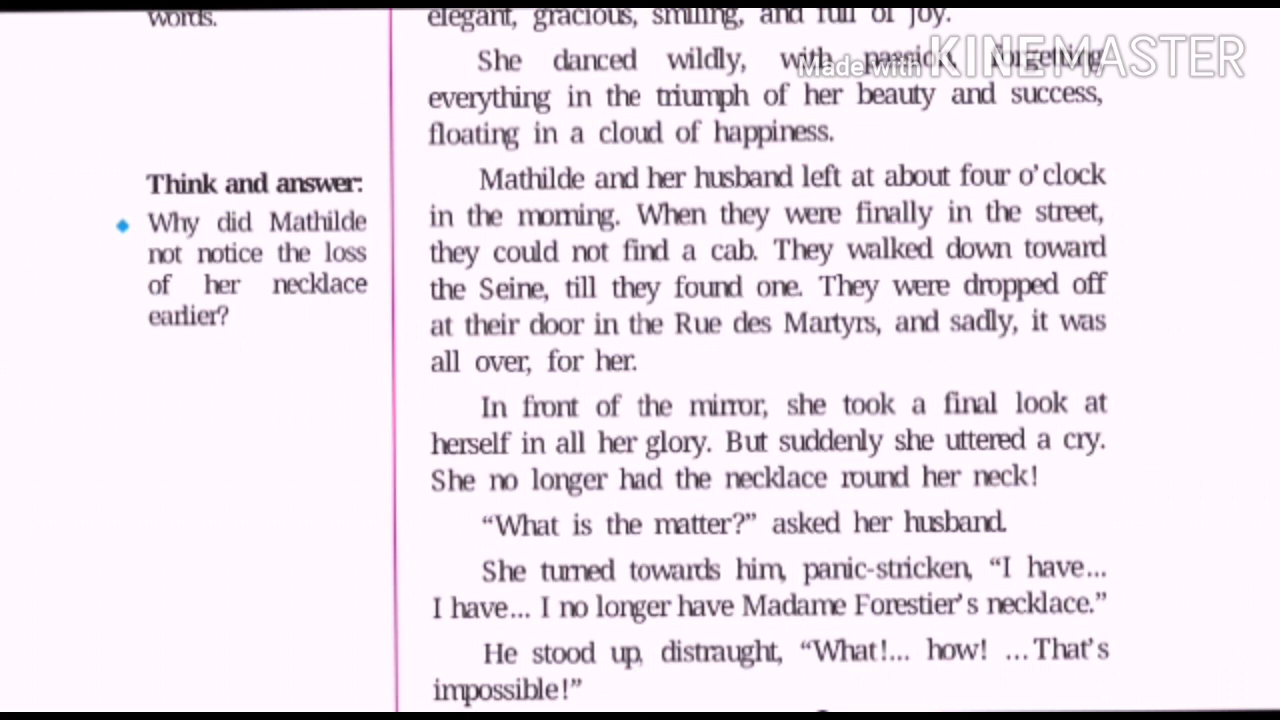 words.
Think and answer:
Why did Mathilde
not notice the loss
of her necklace
earlier?
elegant, gracious, smiling, and full of joy.
She danced wildly, with passion, forgetting
everything in the triumph of her beauty and success,
floating in a cloud of happiness.
Mathilde and her husband left at about four o'clock
in the morning. When they were finally in the street,
they could not find a cab. They walked down toward
the Seine, till they found one. They were dropped off
at their door in the Rue des Martyrs, and sadly, it was
all over, for her.
In front of the mirror, she took a final look at
herself in all her glory. But suddenly she uttered a cry.
She no longer had the necklace round her neck!
“What is the matter?” asked her husband.
She turned towards him, panic-stricken, “I have...
I have... I no longer have Madame Forestier's necklace.”
He stood up, distraught, “What!... how! ...That's
impossible!”
Made with KINEMASTER